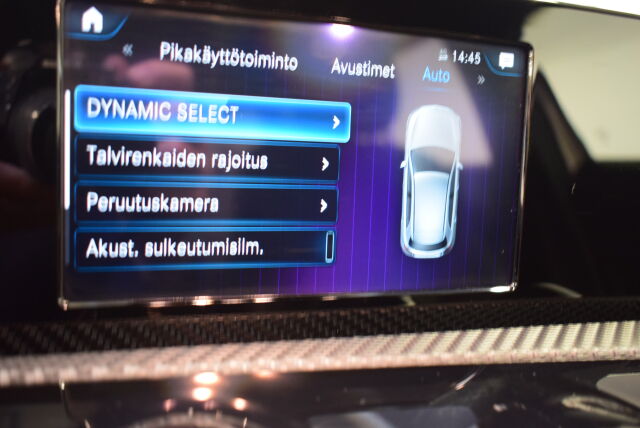 « Pikakäyttötoiminto Avustimet Auto »
14:45
DYNAMIC SELECT
Talvirenkaiden rajoitus
Peruutuskamera
Akust. sulkeutumisilm.